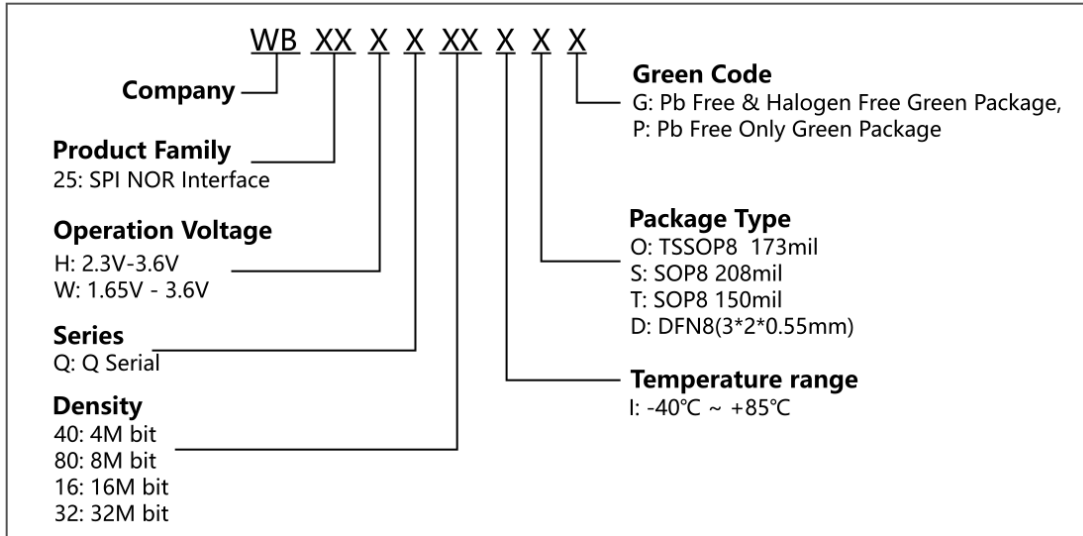 WB XX X X XX X X X
Company
Product Family
25: SPI NOR Interface
Operation Voltage
H: 2.3V-3.6V
W: 1.65V - 3.6V
Series
Q: Q Serial
Density
40: 4M bit
80: 8M bit
16: 16M bit
32: 32M bit
Green Code
G: Pb Free & Halogen Free Green Package,
P: Pb Free Only Green Package
Package Type
O: TSSOP8  173mil
S: SOP8 208mil
T: SOP8 150mil
D: DFN8(3*2*0.55mm)
Temperature range
I: -40℃ ~ +85℃